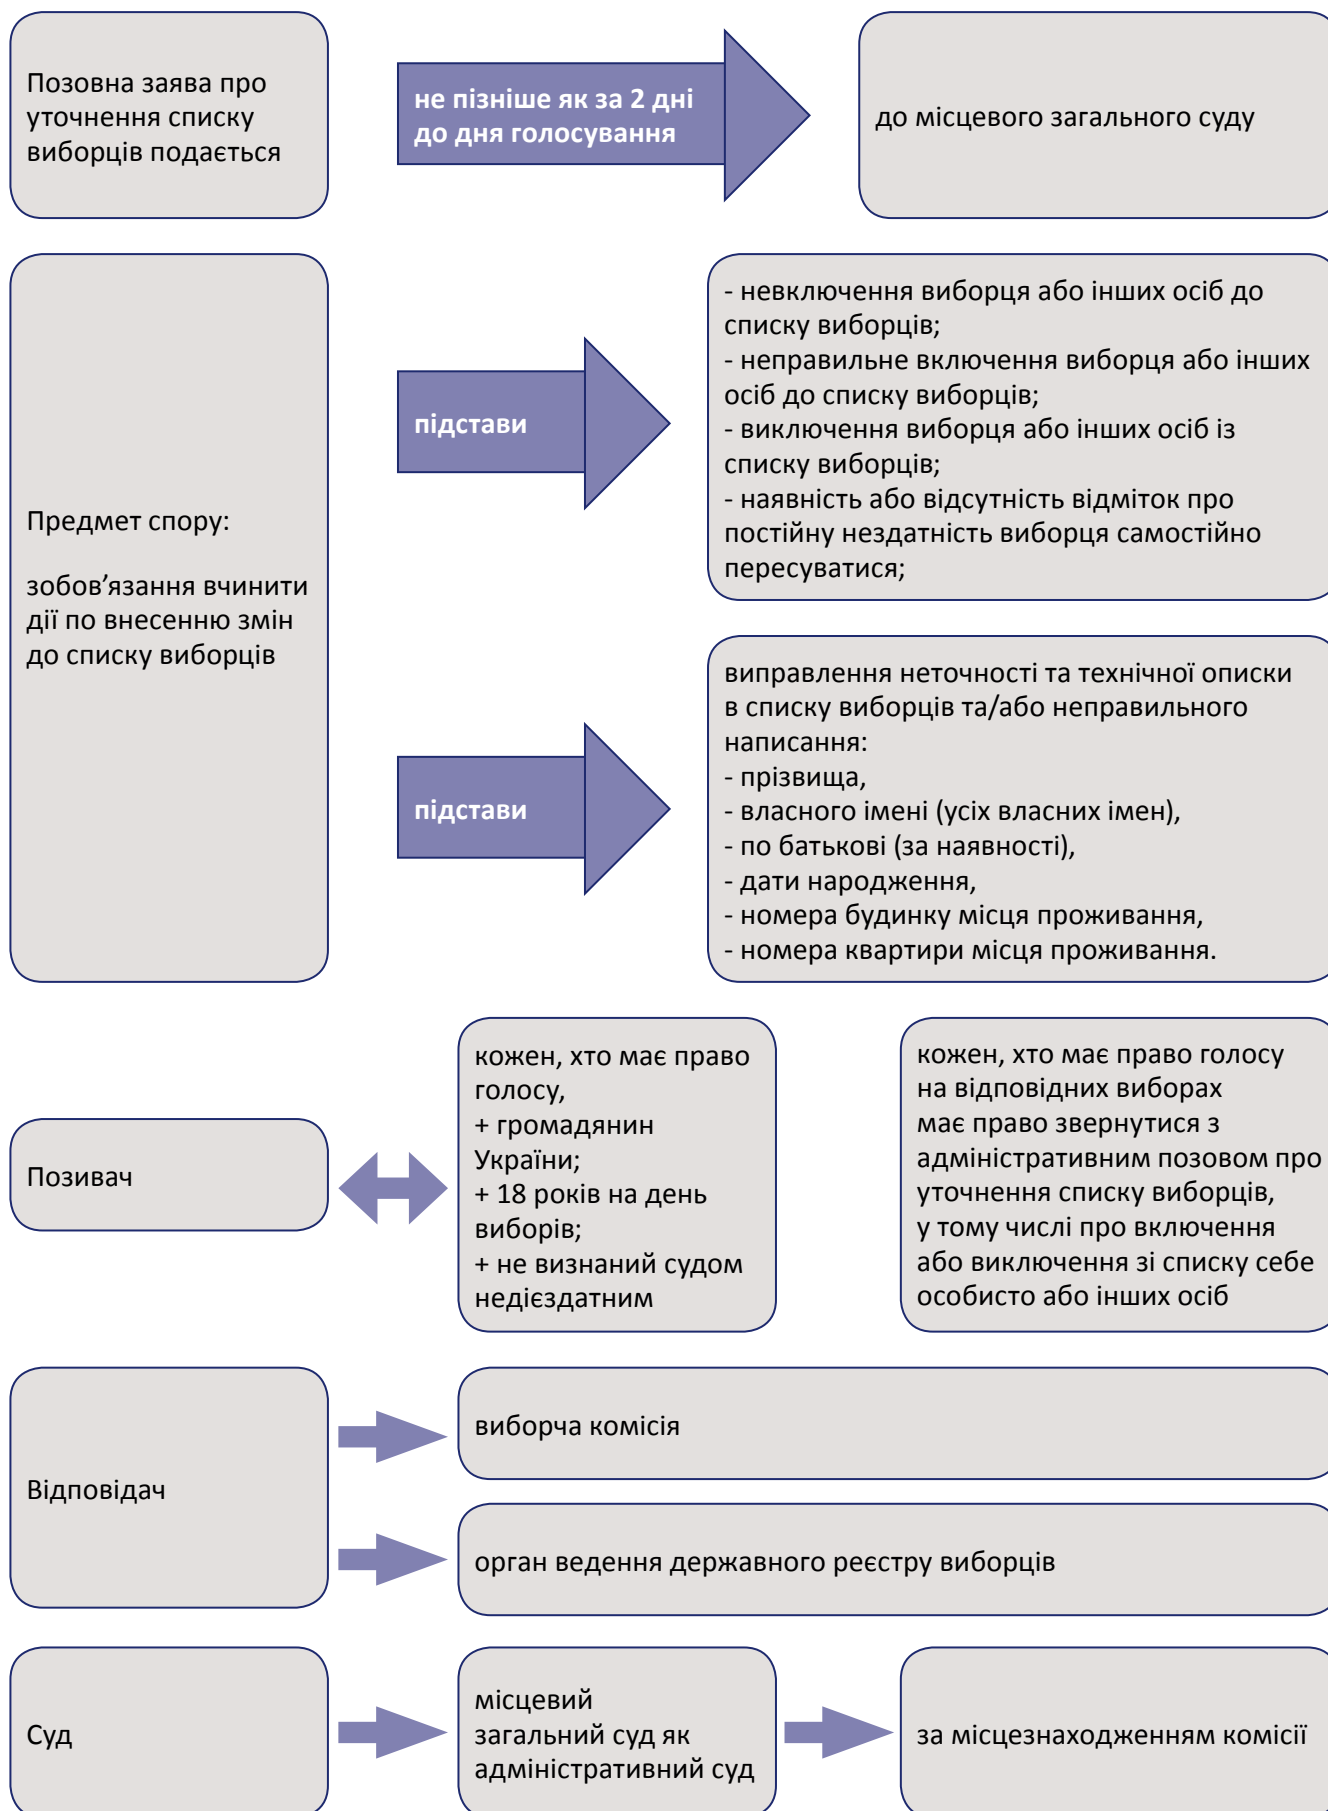 Позовна заява про
уточнення списку
виборців подається
не пізніше як за 2 дні
до дня голосування
до місцевого загального суду
Предмет спору:
зобов’язання вчинити
дії по внесенню змін
до списку виборців
підстави
- невключення виборця або інших осіб до
списку виборців;
- неправильне включення виборця або інших
осіб до списку виборців;
- виключення виборця або інших осіб із
списку виборців;
- наявність або відсутність відміток про
постійну нездатність виборця самостійно
пересуватися;
підстави
виправлення неточності та технічної описки
в списку виборців та/або неправильного
написання:
- прізвища,
- власного імені (усіх власних імен),
- по батькові (за наявності),
- дати народження,
- номера будинку місця проживання,
- номера квартири місця проживання.
Позивач
кожен, хто має право
голосу,
+ громадянин
України;
+ 18 років на день
виборів;
+ не визнаний судом
недієздатним
кожен, хто має право голосу
на відповідних виборах
має право звернутися з
адміністративним позовом про
уточнення списку виборців,
у тому числі про включення
або виключення зі списку себе
особисто або інших осіб
Відповідач
виборча комісія
орган ведення державного реєстру виборців
Суд
місцевий
загальний суд як
адміністративний суд
за місцезнаходженням комісії